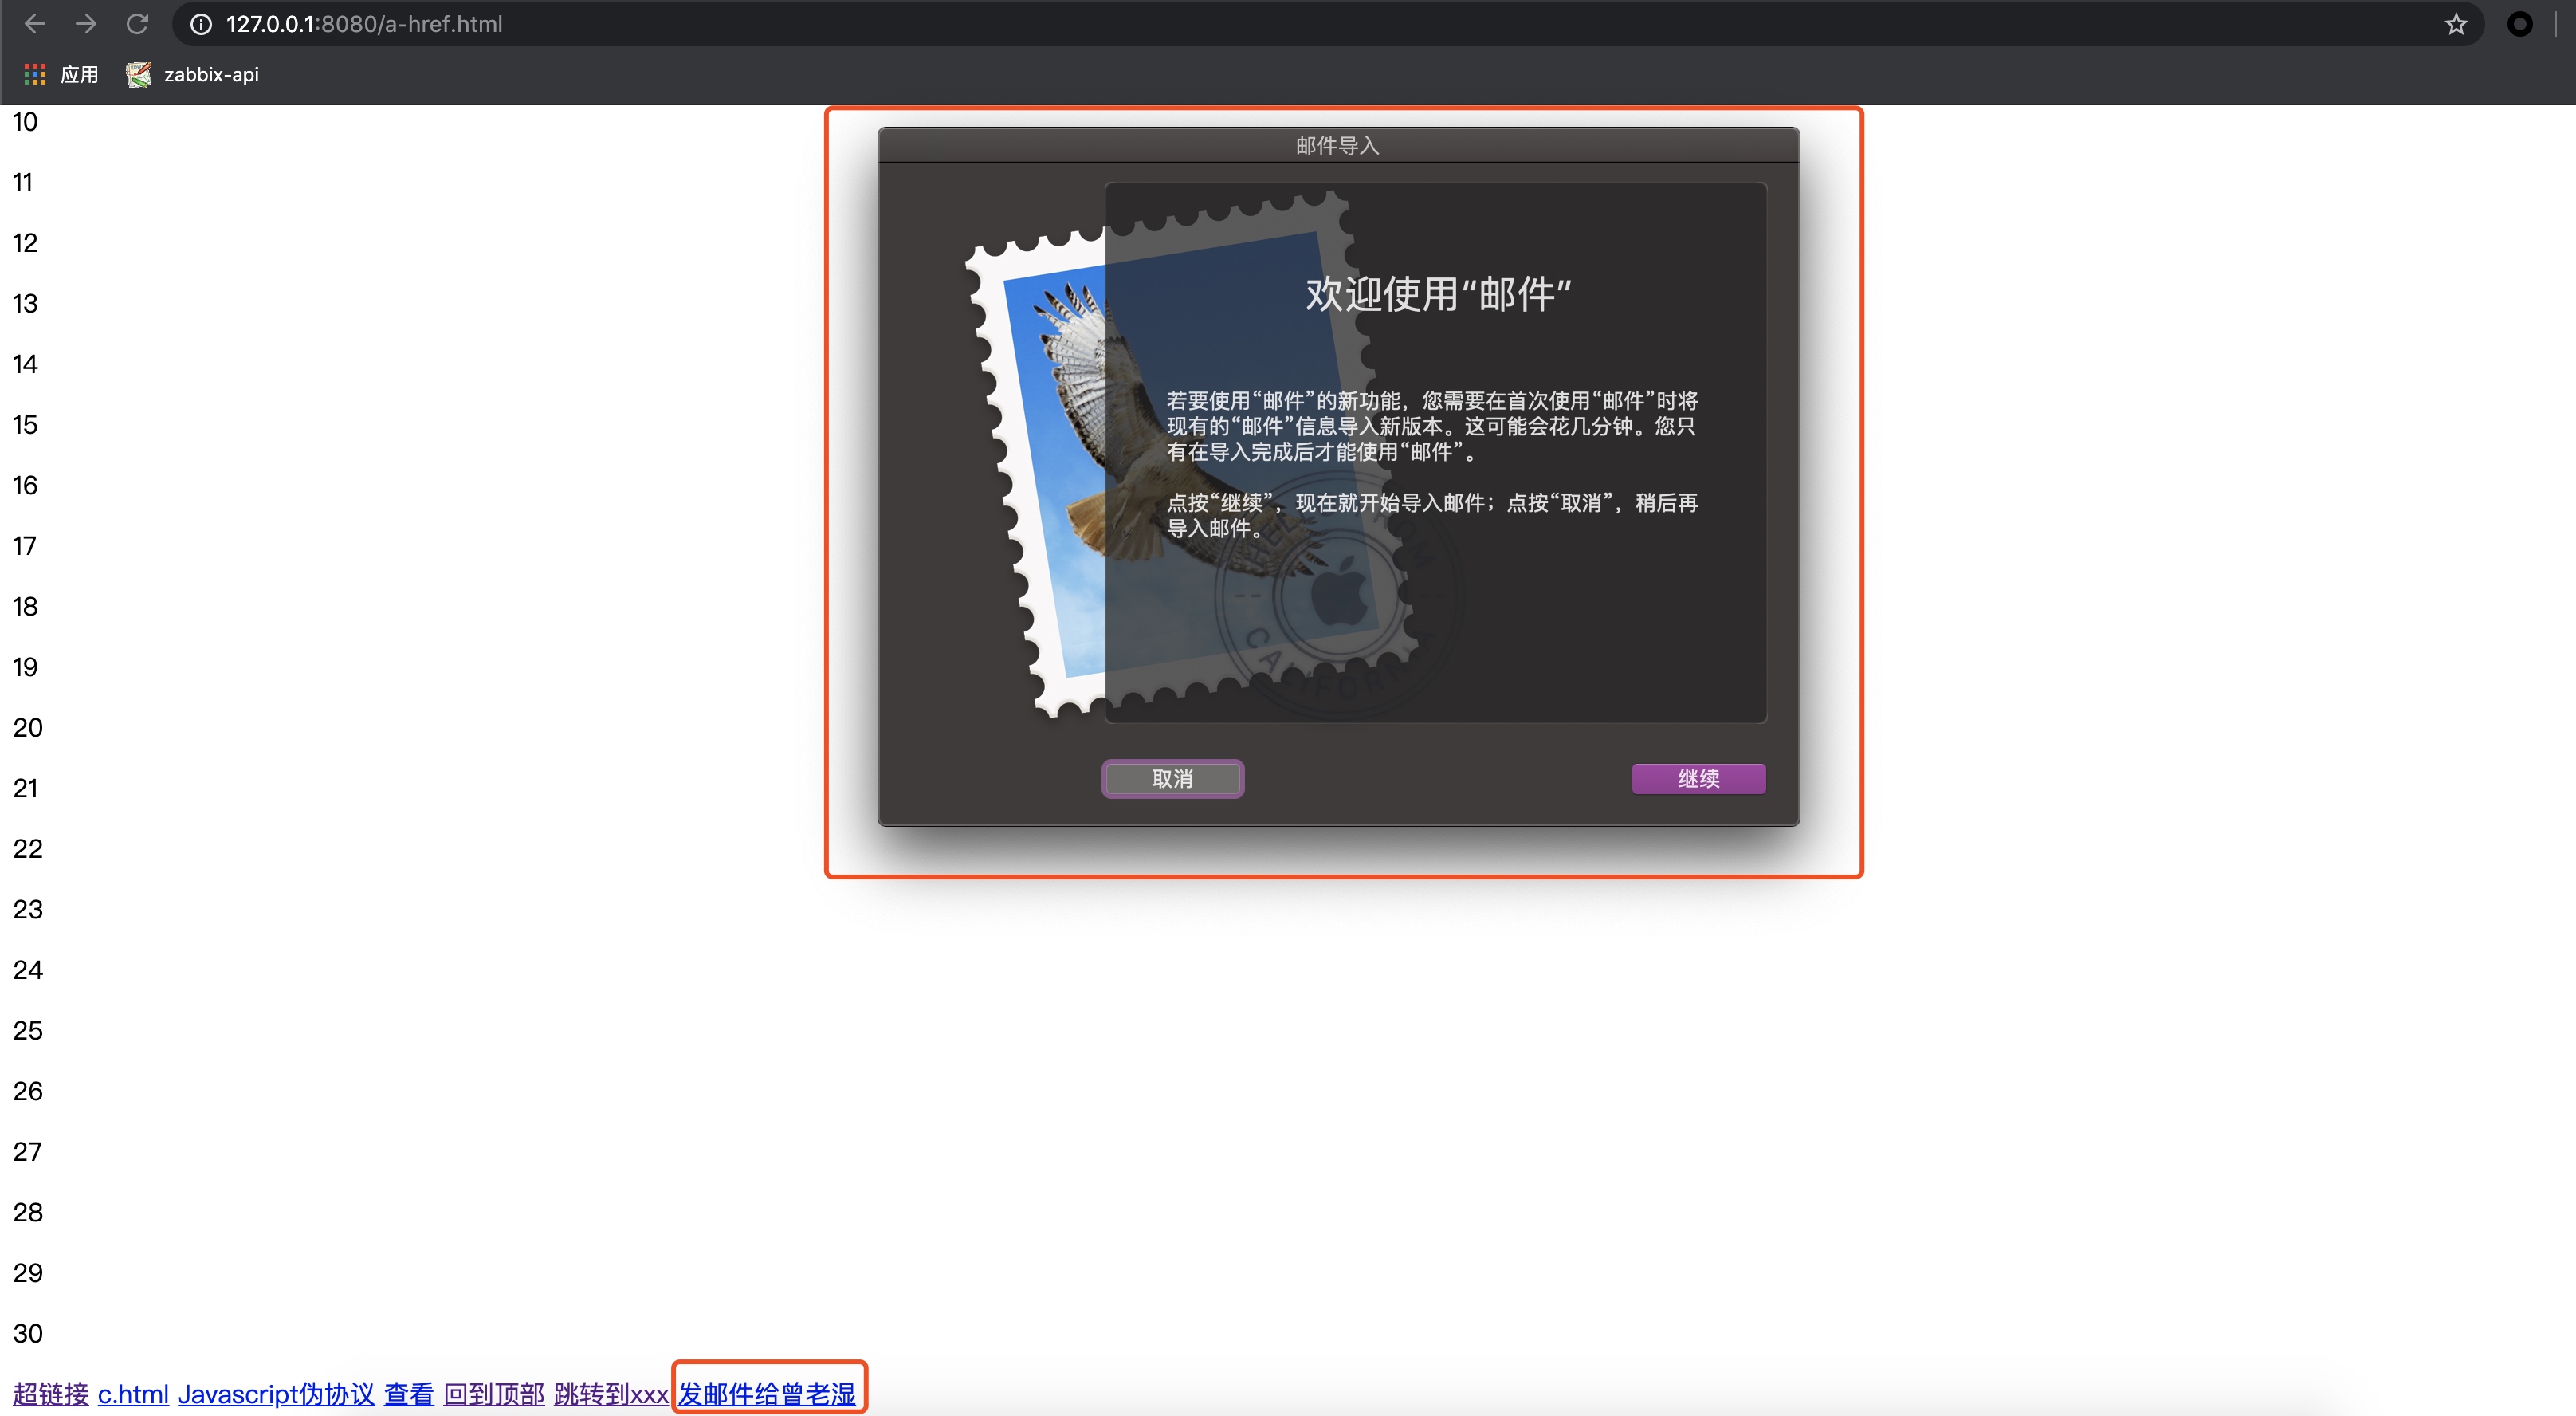 127.0.0.1:8080/a-href.html
应用 zabbix-api
10
11
12
13
14
15
16
17
18
19
20
21
22
23
24
25
26
27
28
29
30
邮件导入
欢迎使用“邮件”
若要使用“邮件”的新功能，您需要在首次使用“邮件”时将
现有的“邮件”信息导入新版本。这可能会花几分钟。您只
有在导入完成后才能使用“邮件”。
点按“继续”，现在就开始导入邮件；点按“取消”，稍后再
导入邮件。
CALIFORNIA
取消 继续
超链接 c.html Javascript伪协议 查看 回到顶部 跳转到xxx 发邮件给曾老湿